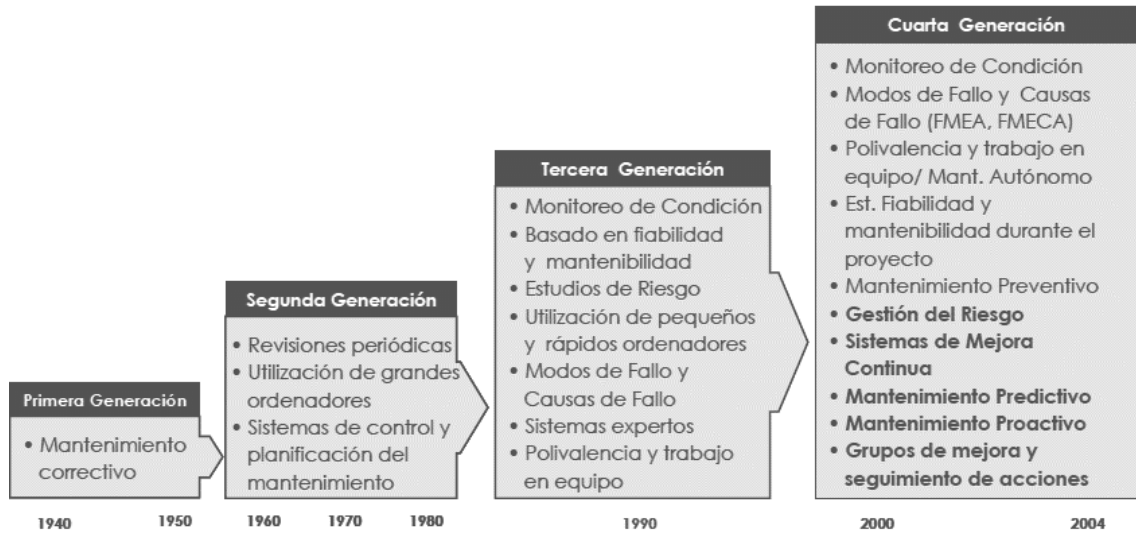 Primera Generación
• Mantenimiento
correctivo
1940
1950
Segunda Generación
• Revisiones periódicas
• Utilización de grandes
ordenadores
• Sistemas de control y
planificación del
mantenimiento
1960
1970
1980
Tercera Generación
• Monitoreo de Condición
• Basado en fiabilidad
y mantenibilidad
• Estudios de Riesgo
• Utilización de pequeños
y rápidos ordenadores
• Modos de Fallo y
Causas de Fallo
• Sistemas expertos
• Polivalencia y trabajo
en equipo
1990
Cuarta Generación
• Monitoreo de Condición
• Modos de Fallo y Causas
de Fallo (FMEA, FMECA)
• Polivalencia y trabajo en
equipo/ Mant. Autónomo
• Est. Fiabilidad y
mantenibilidad durante el
proyecto
• Mantenimiento Preventivo
• Gestión del Riesgo
• Sistemas de Mejora
Continua
• Mantenimiento Predictivo
• Mantenimiento Proactivo
• Grupos de mejora y
seguimiento de acciones
2000
2004